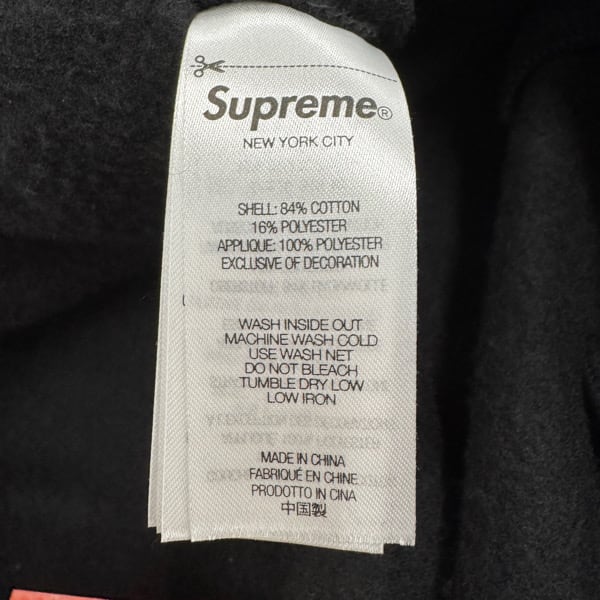 Supreme®
NEW YORK CITY
SHELL: 84% COTTON
16% POLYESTER
APPLIQUE: 100% POLYESTER
EXCLUSIVE OF DECORATION
WASH INSIDE OUT
MACHINE WASH COLD
USE WASH NET
DO NOT BLEACH
TUMBLE DRY LOW
LOW IRON
MADE IN CHINA
FABRIQUÉ EN CHINE
PRODOTTO IN CINA
中国製